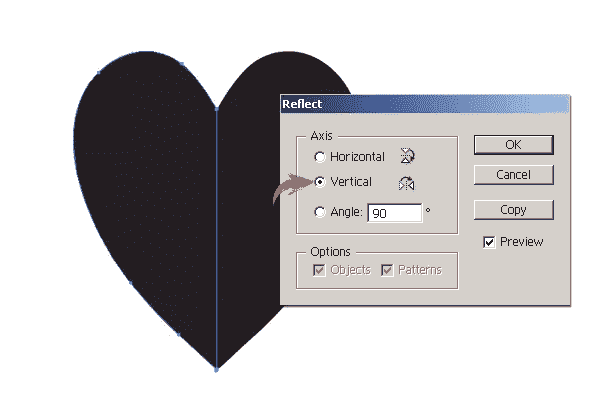 Reflect
Axis
Horizontal
Vertical
Angle: 90 °
Options
Objects Patterns
OK
Cancel
Copy
Preview